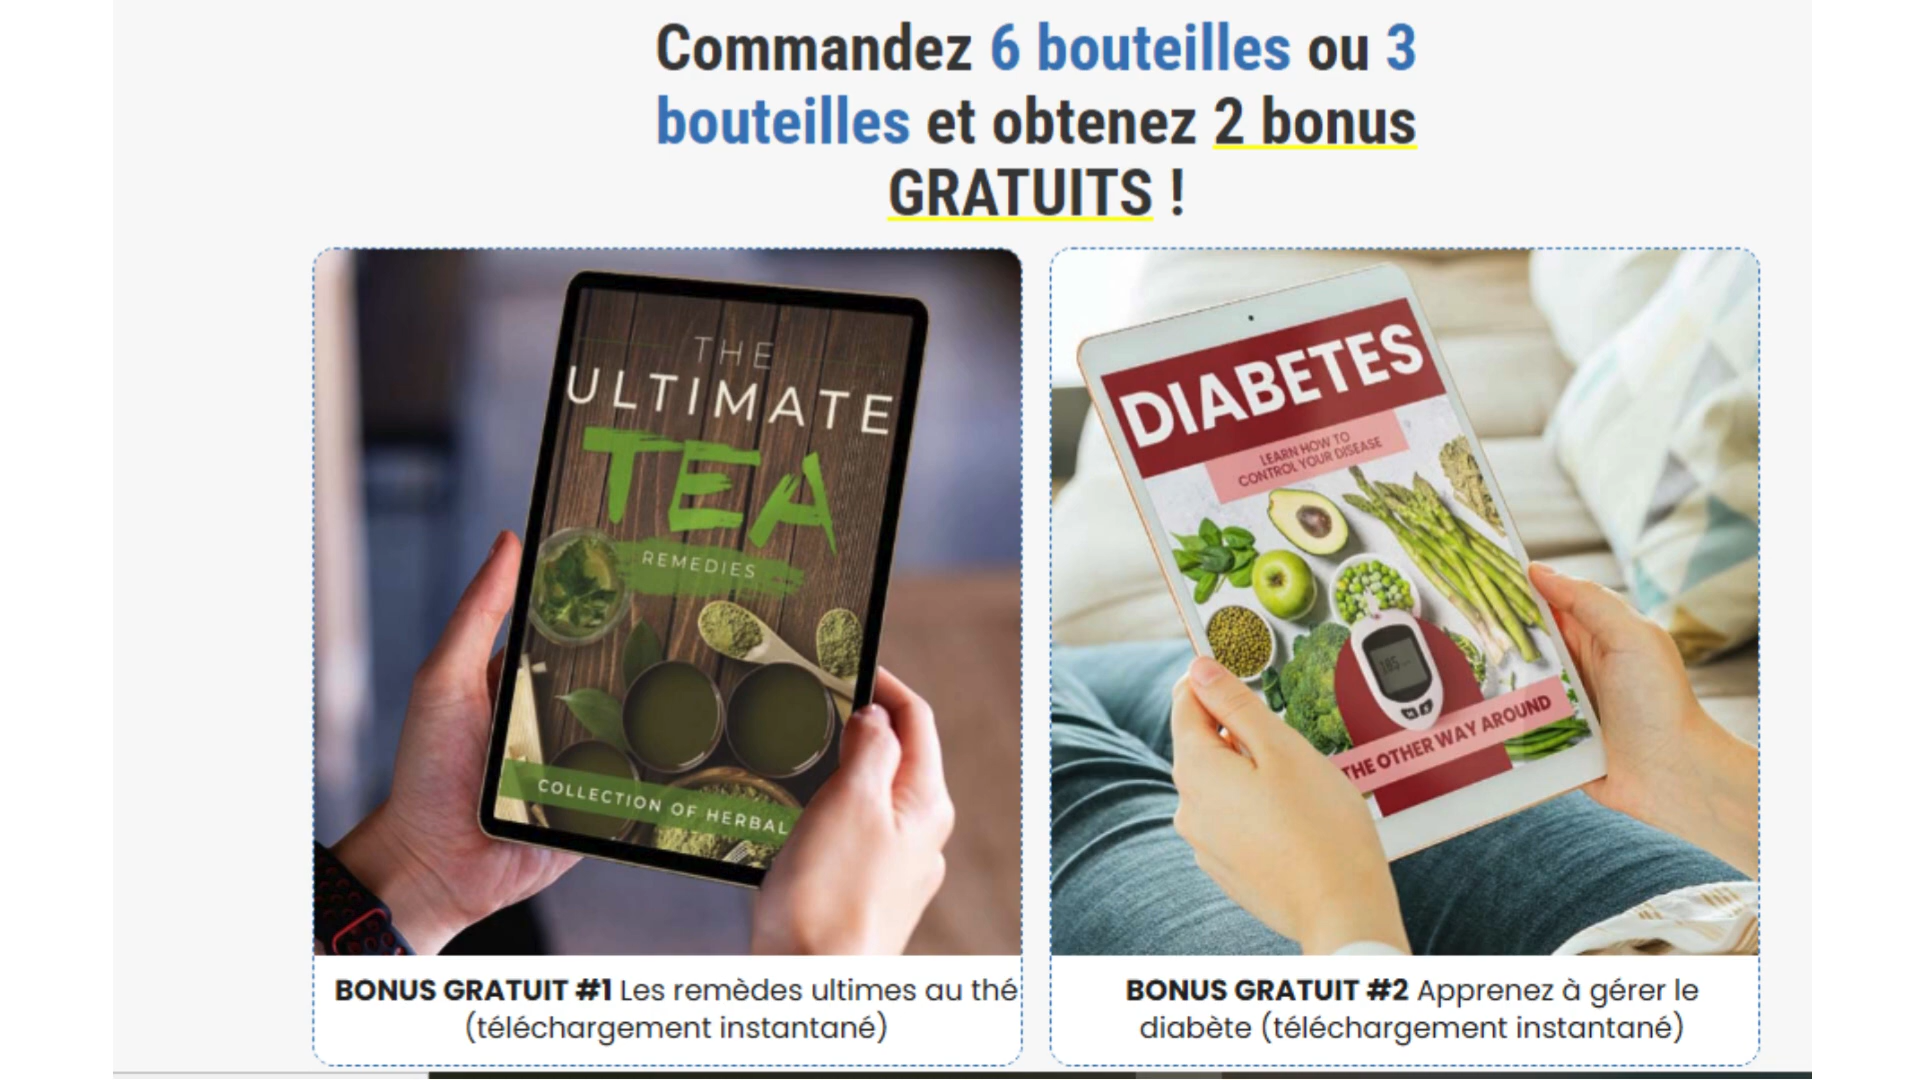 Commandez 6 bouteilles ou 3
bouteilles et obtenez 2 bonus
GRATUITS !
THE
ULTIMATE
TEA
REMEDIES
COLLECTION OF HERBAL
BONUS GRATUIT #1 Les remèdes ultimes au thé
(téléchargement instantané)
DIABETES
LEARN HOW TO
CONTROL YOUR DISEASE
185
THE OTHER WAY AROUND
BONUS GRATUIT #2 Apprenez à gérer le
diabète (téléchargement instantané)